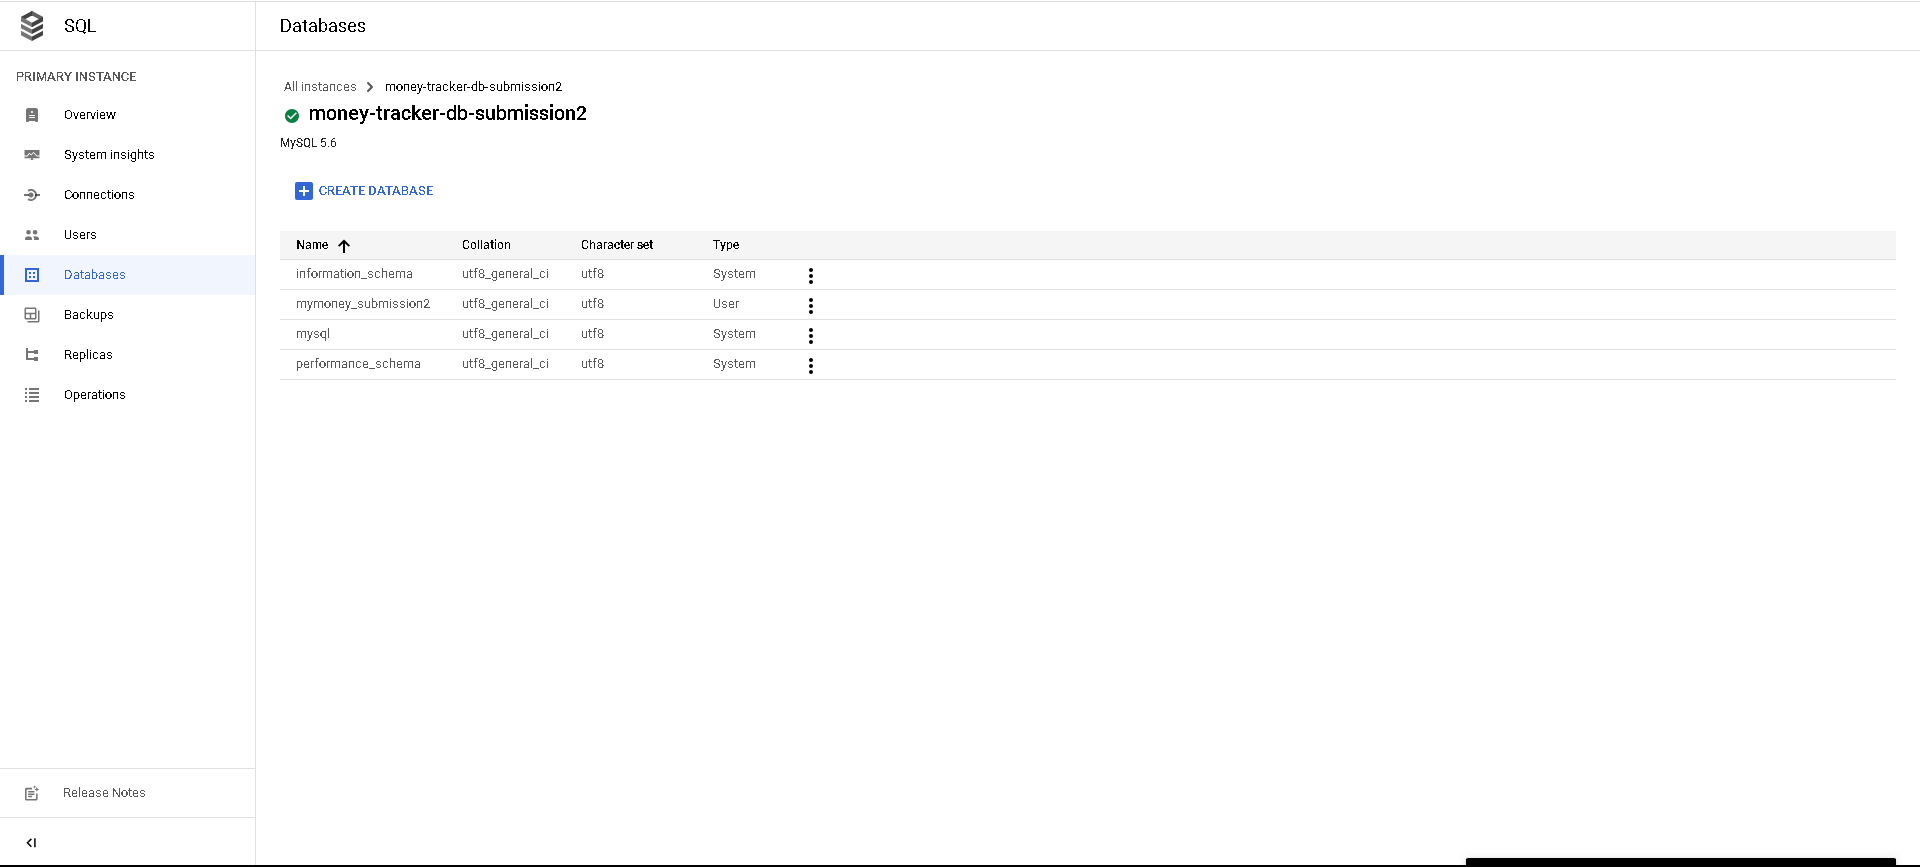 SQL
Databases
PRIMARY INSTANCE
Overview
System insights
Connections
Users
Databases
Backups
Replicas
Operations
Release Notes
All instances
money-tracker-db-submission2
money-tracker-db-submission2
MySQL 5.6
CREATE DATABASE
Name Collation Character set Type
information_schema utf8_general_ci utf8 System
mymoney_submission2 utf8_general_ci utf8 User
mysql utf8_general_ci utf8 System
performance_schema utf8_general_ci utf8 System